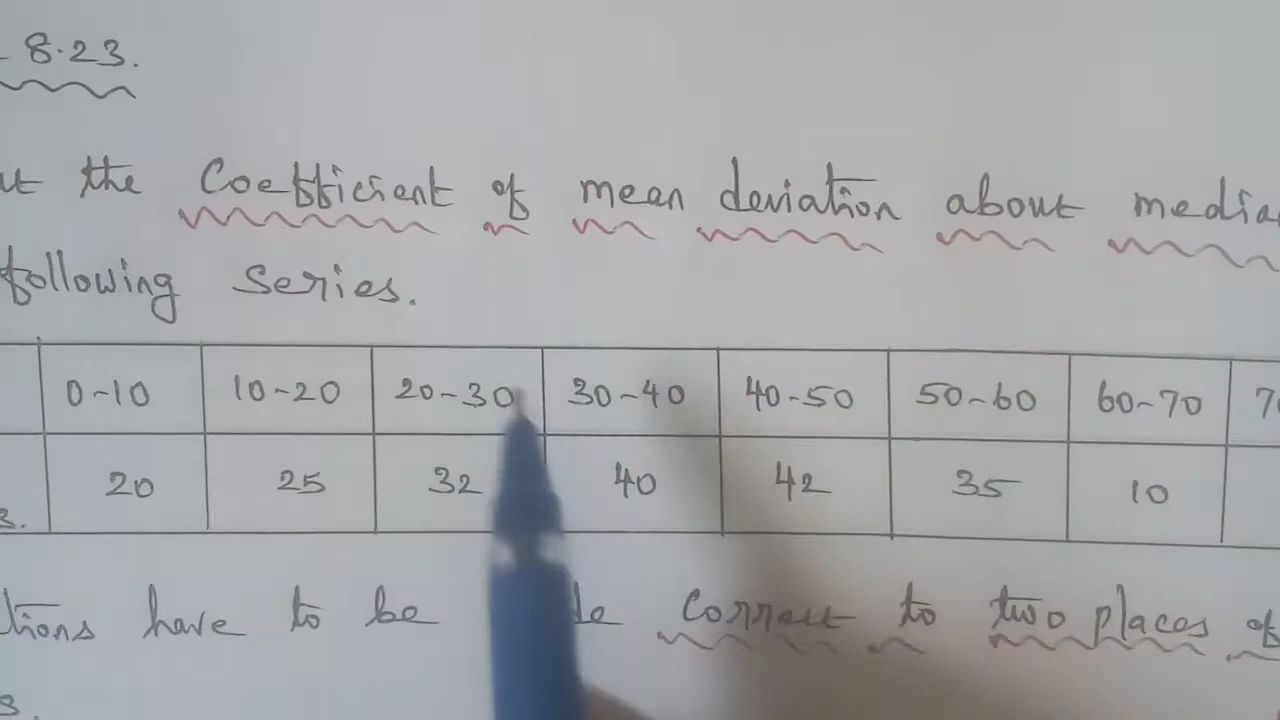 - 8.23.
the Coefficient of mean deviation about media
following Series.
0-10 10-20 20-30 30-40 40-50 50-60 60-70
20 25 32 40 42 35 10
have to be Correct to two places of